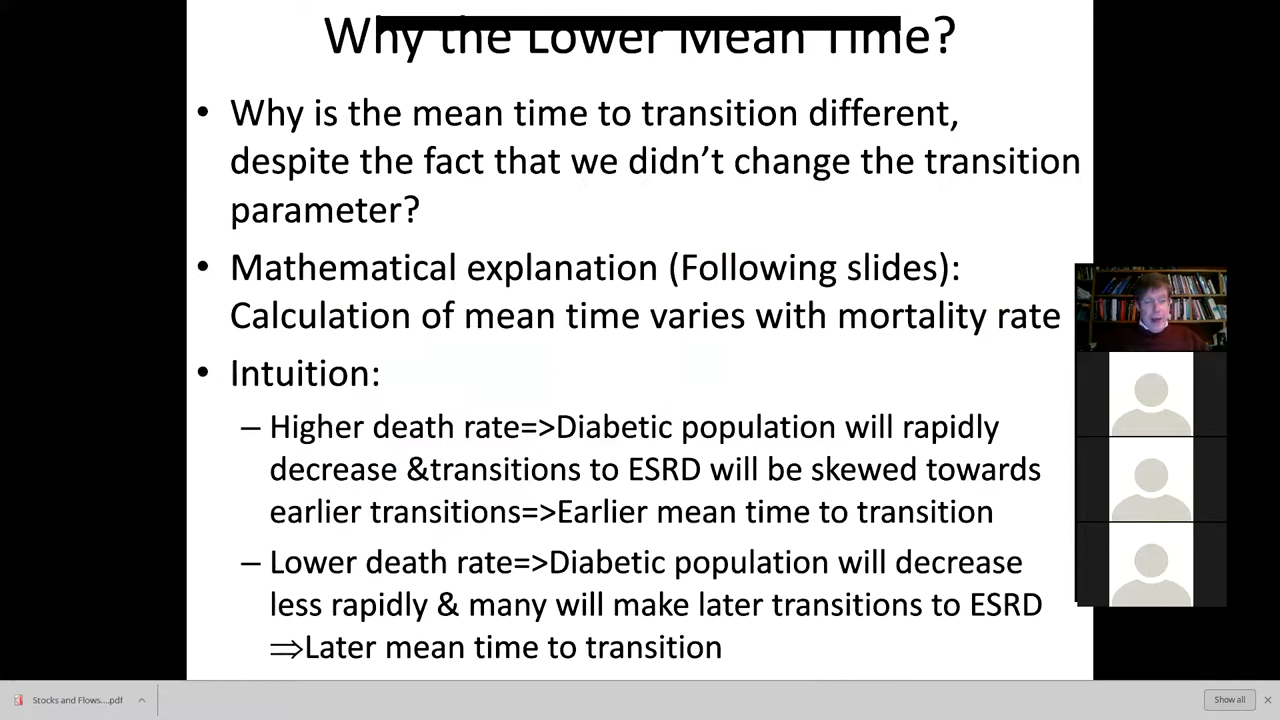 Why the Lower Mean Time?
• Why is the mean time to transition different,
despite the fact that we didn’t change the transition
parameter?
• Mathematical explanation (Following slides):
Calculation of mean time varies with mortality rate
• Intuition:
– Higher death rate=>Diabetic population will rapidly
decrease &transitions to ESRD will be skewed towards
earlier transitions=>Earlier mean time to transition
– Lower death rate=>Diabetic population will decrease
less rapidly & many will make later transitions to ESRD
⇒Later mean time to transition
Stocks and Flows....pdf
Show all